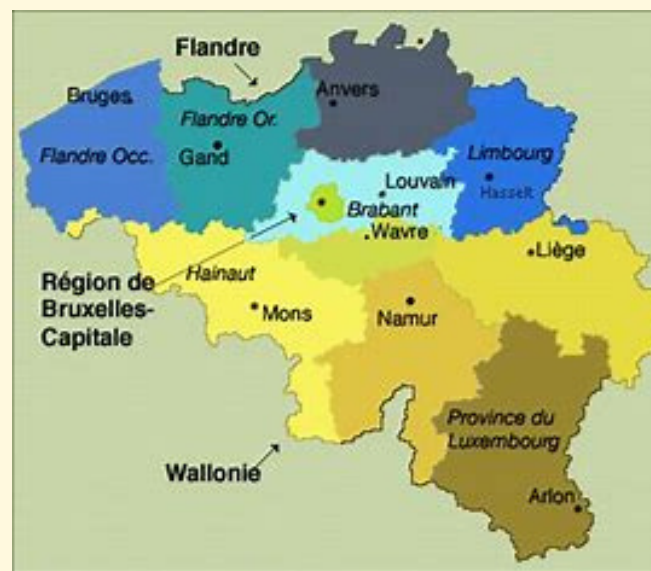 Flandre
Bruges
Anvers
Flandre Or.
Flandre Occ.
Gand
Limbourg
Louvain
Hasselt
Brabant
Wavre
Liège
Hainaut
Région de
Bruxelles-
Capitale
Mons
Namur
Province du
Luxembourg
Wallonie
Arlon